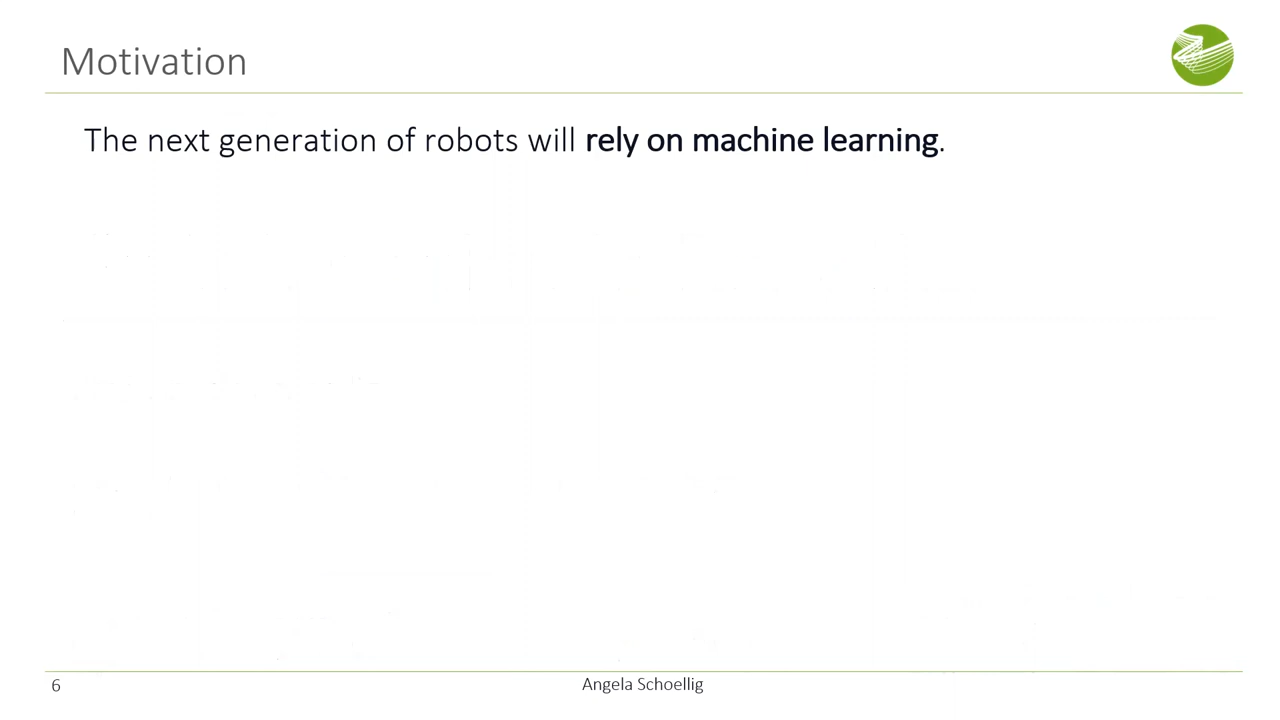 Motivation
The next generation of robots will rely on machine learning.
6
Angela Schoellig